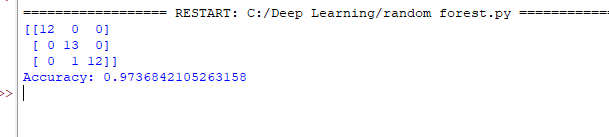 ================== RESTART: C:/Deep Learning/random forest.py ============
[[12  0  0]
 [ 0 13  0]
 [ 0  1 12]]
Accuracy: 0.9736842105263158
>>